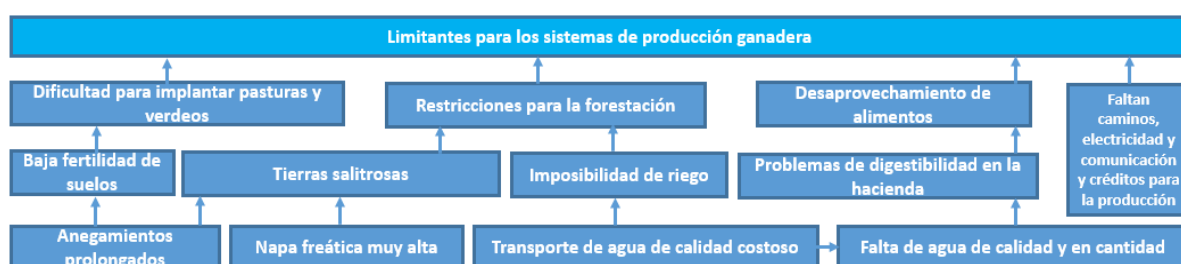 Limitantes para los sistemas de producción ganadera
Dificultad para implantar pasturas y
verdeos
Restricciones para la forestación
Desaprovechamiento de
alimentos
Faltan
caminos,
electricidad y
comunicación
y créditos para
la producción
Baja fertilidad de
suelos
Tierras salitrosas
Imposibilidad de riego
Problemas de digestibilidad en la
hacienda
Anegamientos
prolongados
Napa freática muy alta
Transporte de agua de calidad costoso
Falta de agua de calidad y en cantidad